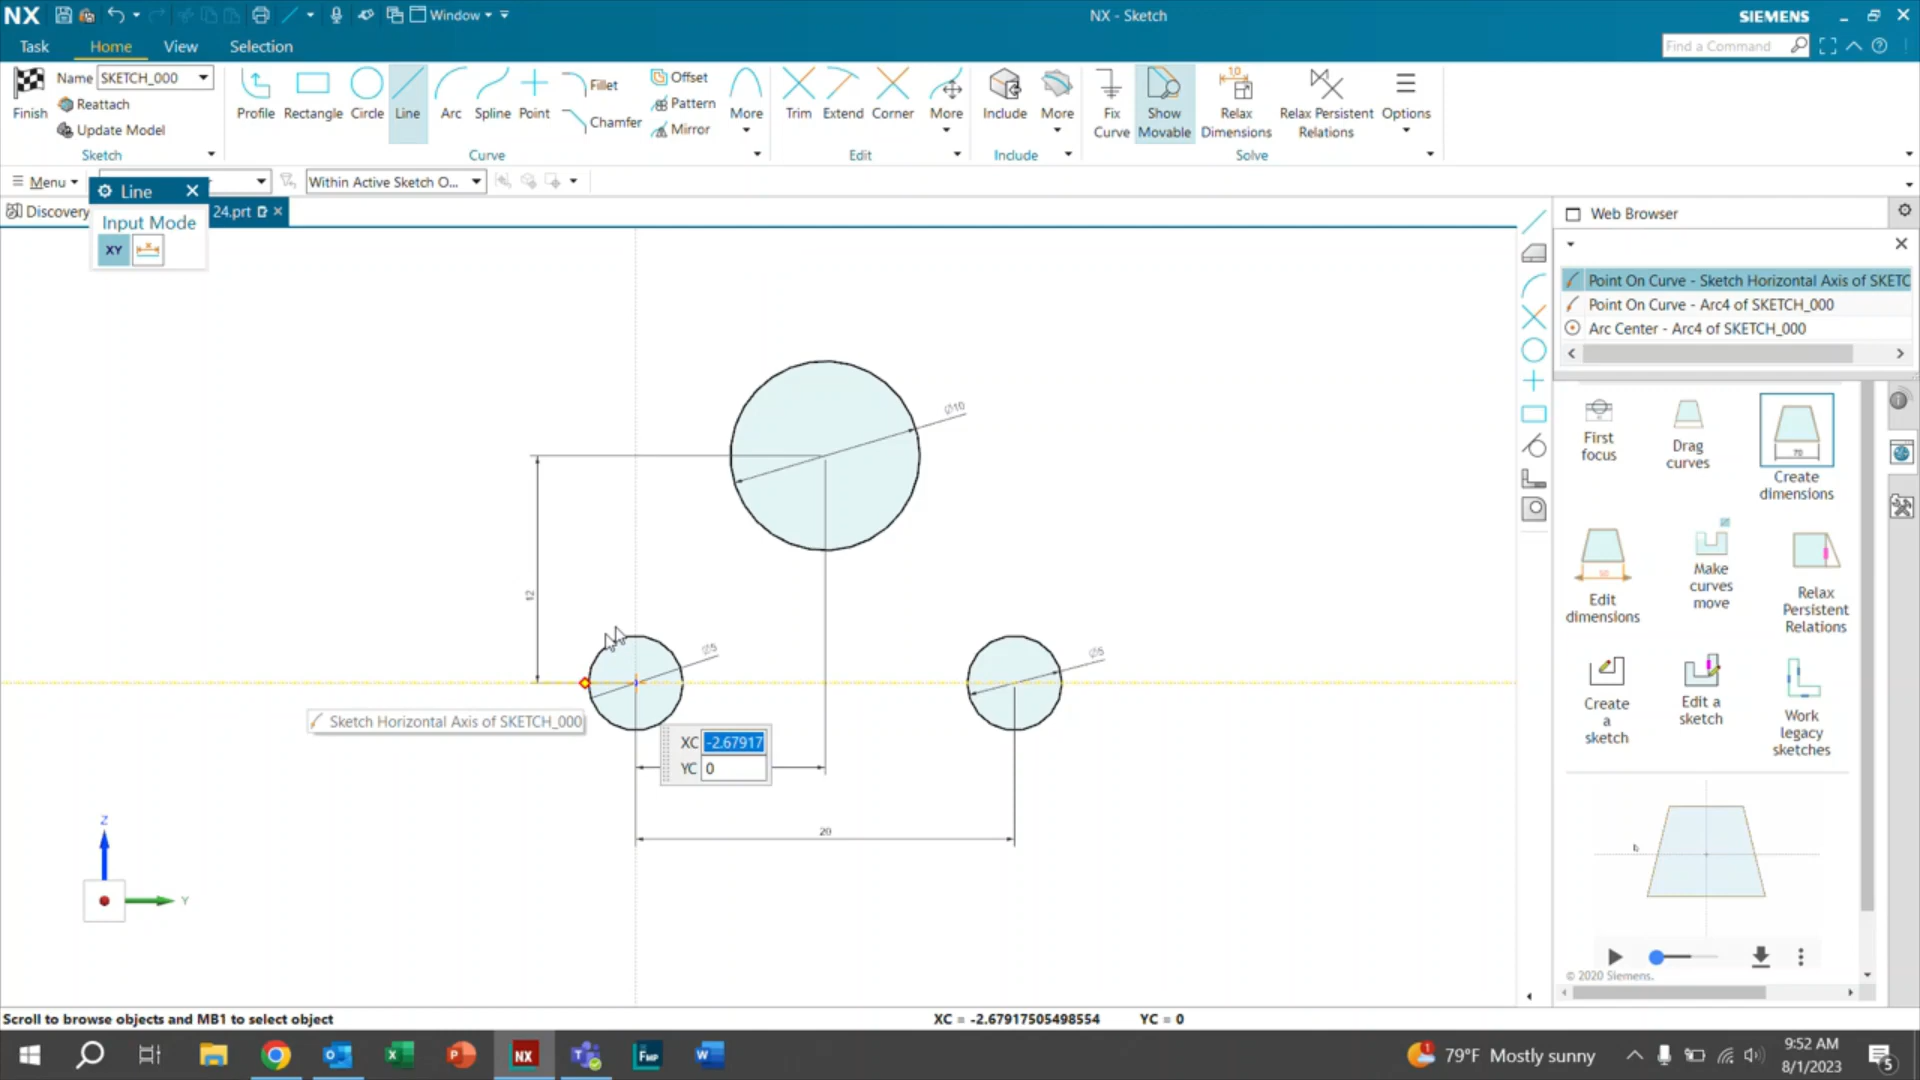 NX
Window
NX - Sketch
SIEMENS
Task
Home
View
Selection
Find a Command
Name
SKETCH_000
Reattach
Update Model
Finish
Profile
Rectangle
Circle
Line
Arc
Spline
Point
Fillet
Chamfer
Offset
Pattern
Mirror
More
Trim
Extend
Corner
More
Include
More
Fix
Curve
Show
Movable
Relax
Dimensions
Relax Persistent
Relations
Options
Sketch
Curve
Edit
Include
Solve
Menu
Within Active Sketch O...
Discovery
24.prt
Line
Input Mode
XY
Web Browser
Point On Curve - Sketch Horizontal Axis of SKETC
Point On Curve - Arc4 of SKETCH_000
Arc Center - Arc4 of SKETCH_000
First
focus
Drag
curves
70
Create
dimensions
50
Edit
dimensions
Make
curves
move
Relax
Persistent
Relations
Create
a
sketch
Edit a
sketch
Work
legacy
sketches
© 2020 Siemens.
Ø10
12
Ø5
Ø5
Sketch Horizontal Axis of SKETCH_000
XC -2.67917
YC 0
20
Z
Y
Scroll to browse objects and MB1 to select object
XC = -2.67917505498554
YC = 0
NX
FMP
79°F Mostly sunny
9:52 AM
8/1/2023
5